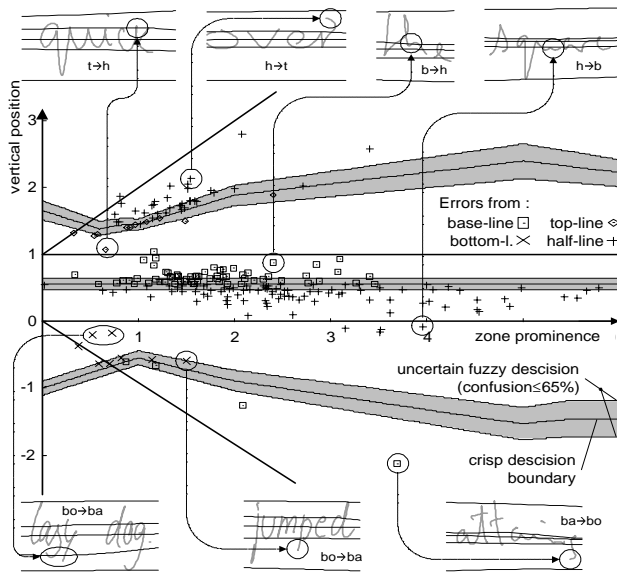 quick over the square
t→h h→t b→h h→b
vertical position
3
2
1
0
-1
-2
Errors from :
base-line top-line
bottom-l. half-line
1 2 3 4
zone prominence
uncertain fuzzy descision
(confusion≤65%)
crisp descision
boundary
bo→ba ba→bo
lazy dog. jumped
bo→ba